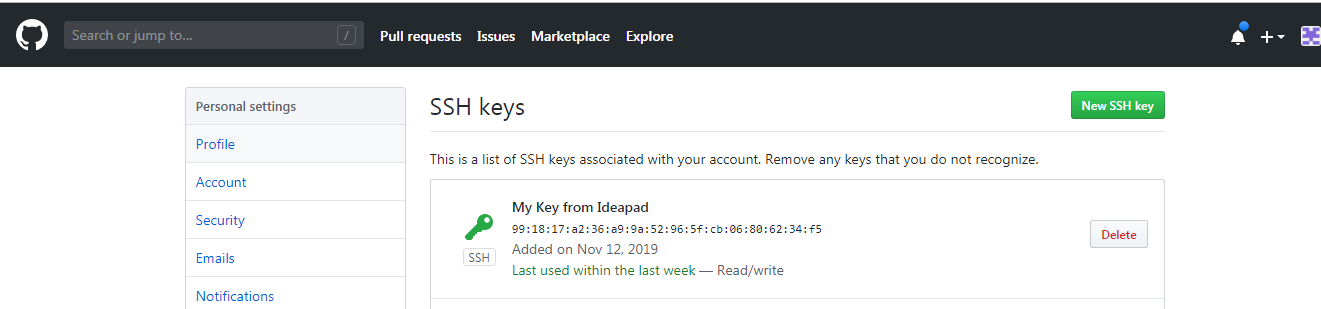 Search or jump to... /
Pull requests Issues Marketplace Explore
Personal settings
Profile
Account
Security
Emails
Notifications
SSH keys
New SSH key
This is a list of SSH keys associated with your account. Remove any keys that you do not recognize.
My Key from Ideapad
99:18:17:a2:36:a9:9a:52:96:5f:cb:06:80:62:34:f5
SSH
Added on Nov 12, 2019
Last used within the last week — Read/write
Delete